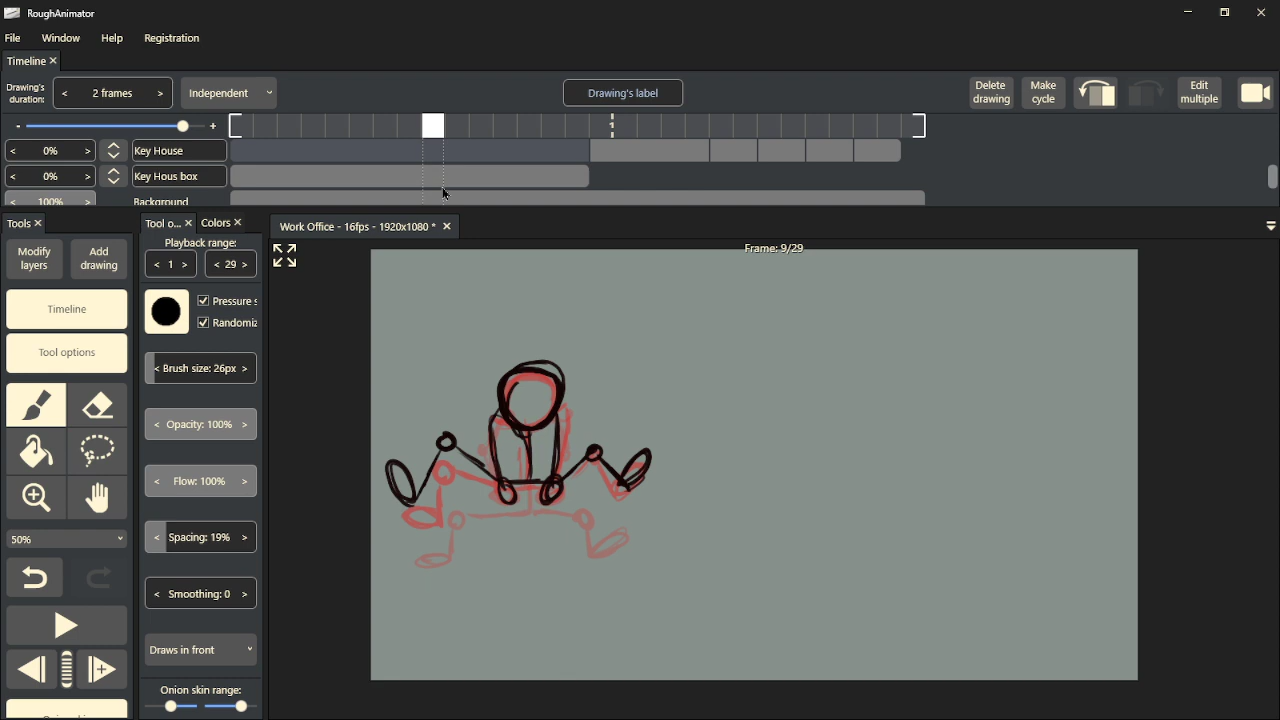 RoughAnimator
File Window Help Registration
Timeline
Drawing's duration: < 2 frames > Independent Drawing's label Delete drawing Make cycle Edit multiple
- + 1
< 0% > Key House
< 0% > Key Hous box
100% Background
Tools Tool o... Colors Work Office - 16fps - 1920x1080 *
Modify layers Add drawing Playback range: Frame: 9/29
< 1 > < 29 >
Timeline Pressure s
Randomiz
Tool options < Brush size: 26px >
< Opacity: 100% >
< Flow: 100% >
50% < Spacing: 19% >
< Smoothing: 0 >
Draws in front
Onion skin range: